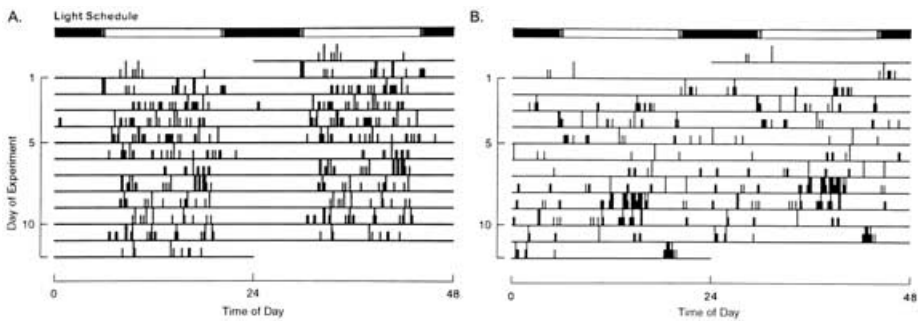 A.
Light Schedule
1
5
10
Day of Experiment
0
24
48
Time of Day
B.
1
5
10
0
24
48
Time of Day